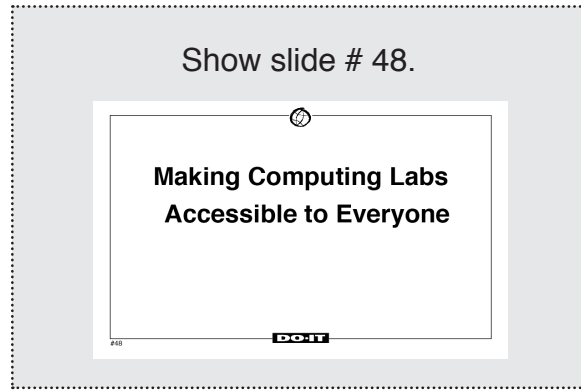 Show slide # 48.
Making Computing Labs
Accessible to Everyone
#48
DO-IT